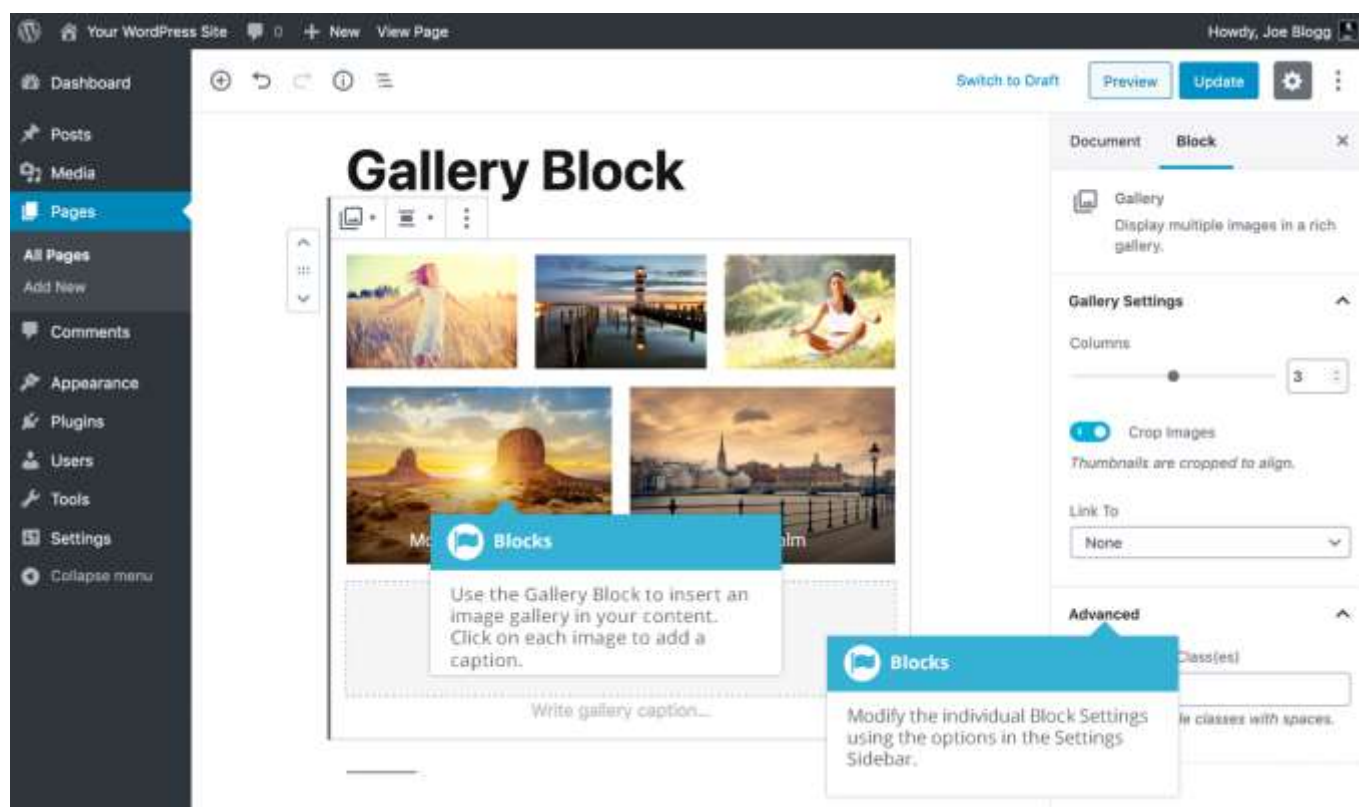 Your WordPress Site 0 + New View Page
Howdy, Joe Blogg
Dashboard
Posts
Media
Pages
All Pages
Add New
Comments
Appearance
Plugins
Users
Tools
Settings
Collapse menu
Switch to Draft
Preview
Update
Gallery Block
Blocks
Use the Gallery Block to insert an
image gallery in your content.
Click on each image to add a
caption.
Write gallery caption...
Document Block
Gallery
Display multiple images in a rich
gallery.
Gallery Settings
Columns
3
Crop Images
Thumbnails are cropped to align.
Link To
None
Advanced
Class(es)
classes with spaces.
Blocks
Modify the individual Block Settings
using the options in the Settings
Sidebar.